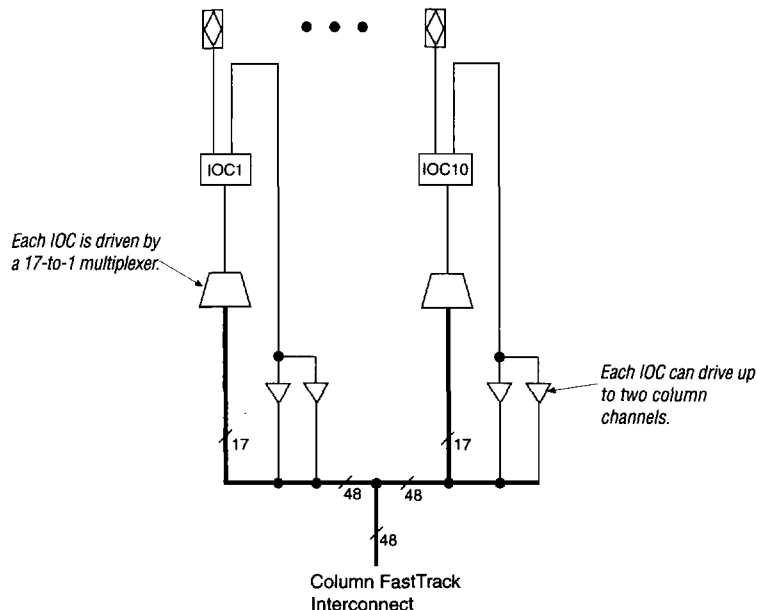 IOC1
IOC10
Each IOC is driven by
a 17-to-1 multiplexer.
Each IOC can drive up
to two column
channels.
17
17
48
48
48
Column FastTrack
Interconnect